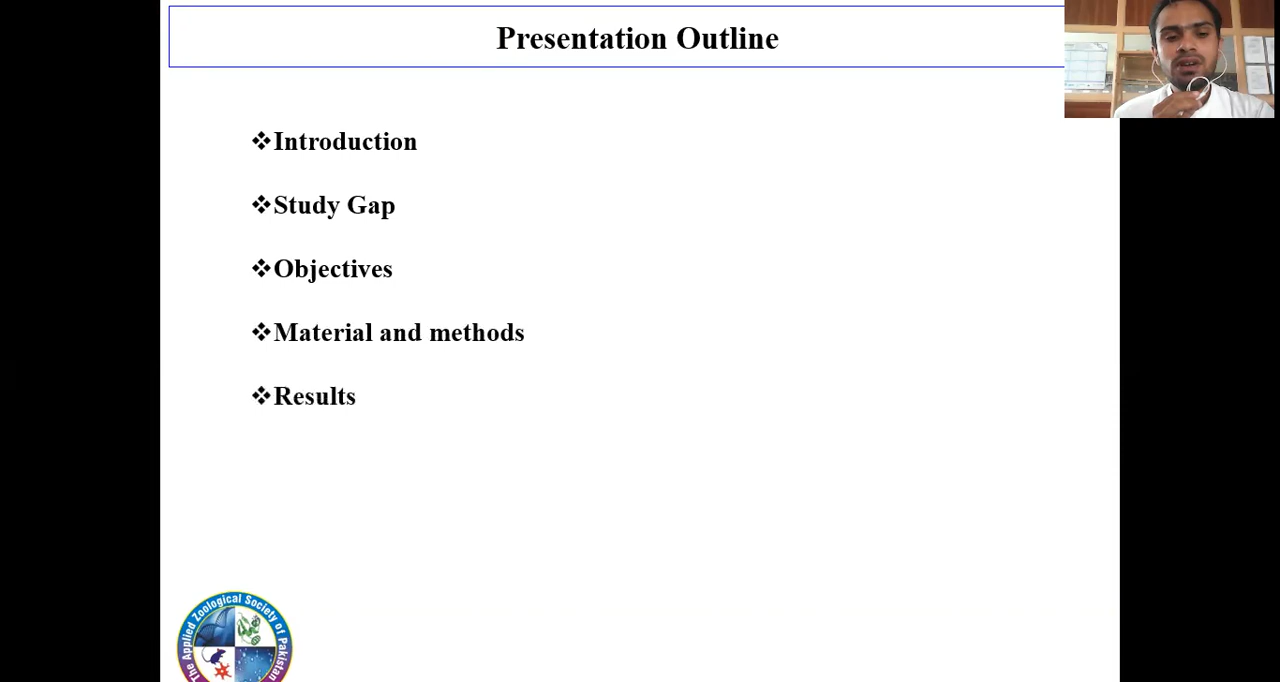 Presentation Outline
❖Introduction
❖Study Gap
❖Objectives
❖Material and methods
❖Results
The Applied Zoological Society of Pakistan